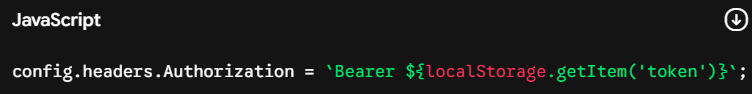 JavaScript
config.headers.Authorization = `Bearer ${localStorage.getItem('token')}`;